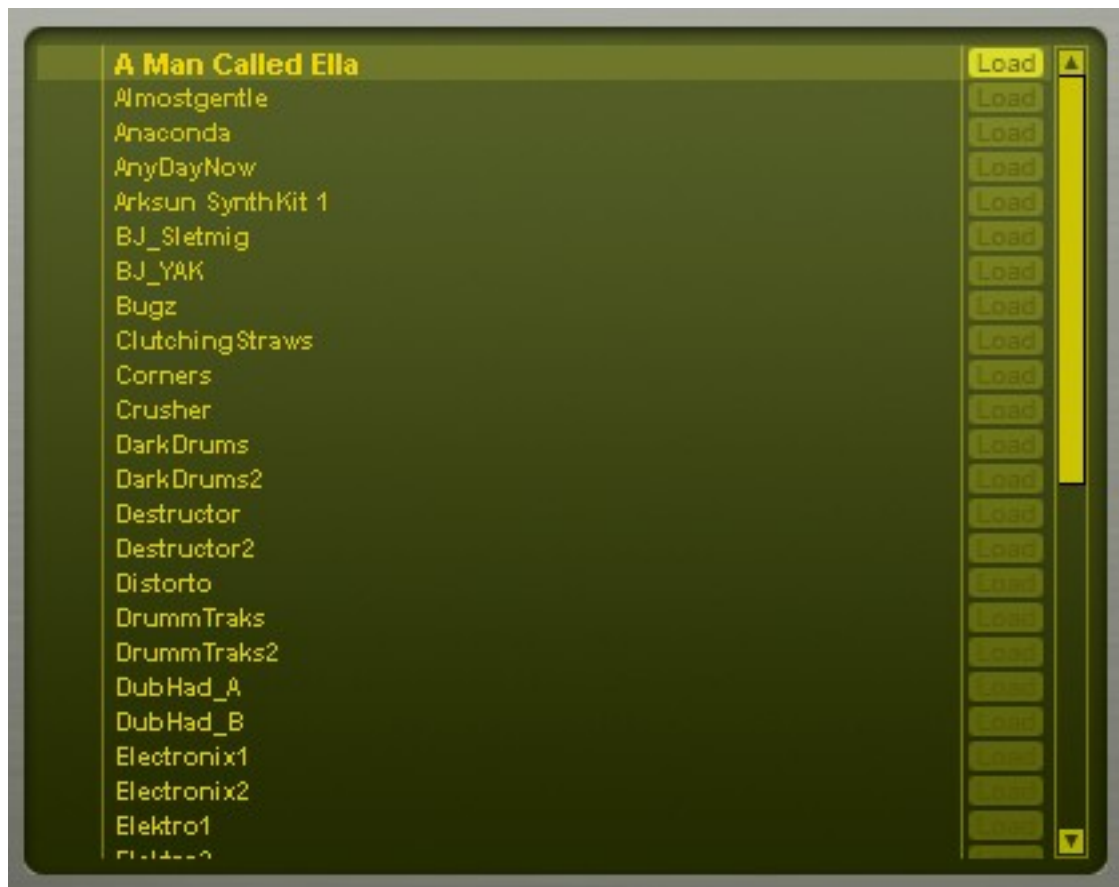 A Man Called Ella Load
Almostgentle Load
Anaconda Load
AnyDayNow Load
Arksun SynthKit 1 Load
BJ_Sletmig Load
BJ_YAK Load
Bugz Load
ClutchingStraws Load
Corners Load
Crusher Load
DarkDrums Load
DarkDrums2 Load
Destructor Load
Destructor2 Load
Distorto Load
DrummTraks Load
DrummTraks2 Load
DubHad_A Load
DubHad_B Load
Electronix1 Load
Electronix2 Load
Elektro1 Load